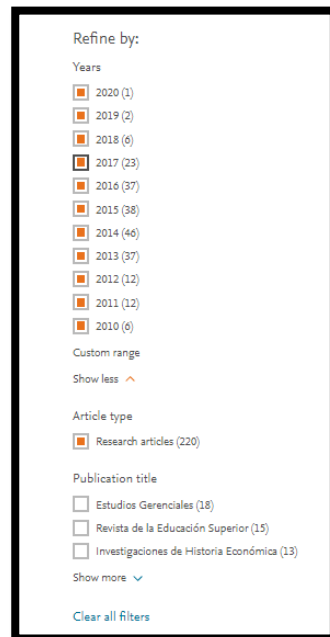 Refine by:
Years
2020 (1)
2019 (2)
2018 (6)
2017 (23)
2016 (37)
2015 (38)
2014 (46)
2013 (37)
2012 (12)
2011 (12)
2010 (6)
Custom range
Show less
Article type
Research articles (220)
Publication title
Estudios Gerenciales (18)
Revista de la Educación Superior (15)
Investigaciones de Historia Económica (13)
Show more
Clear all filters